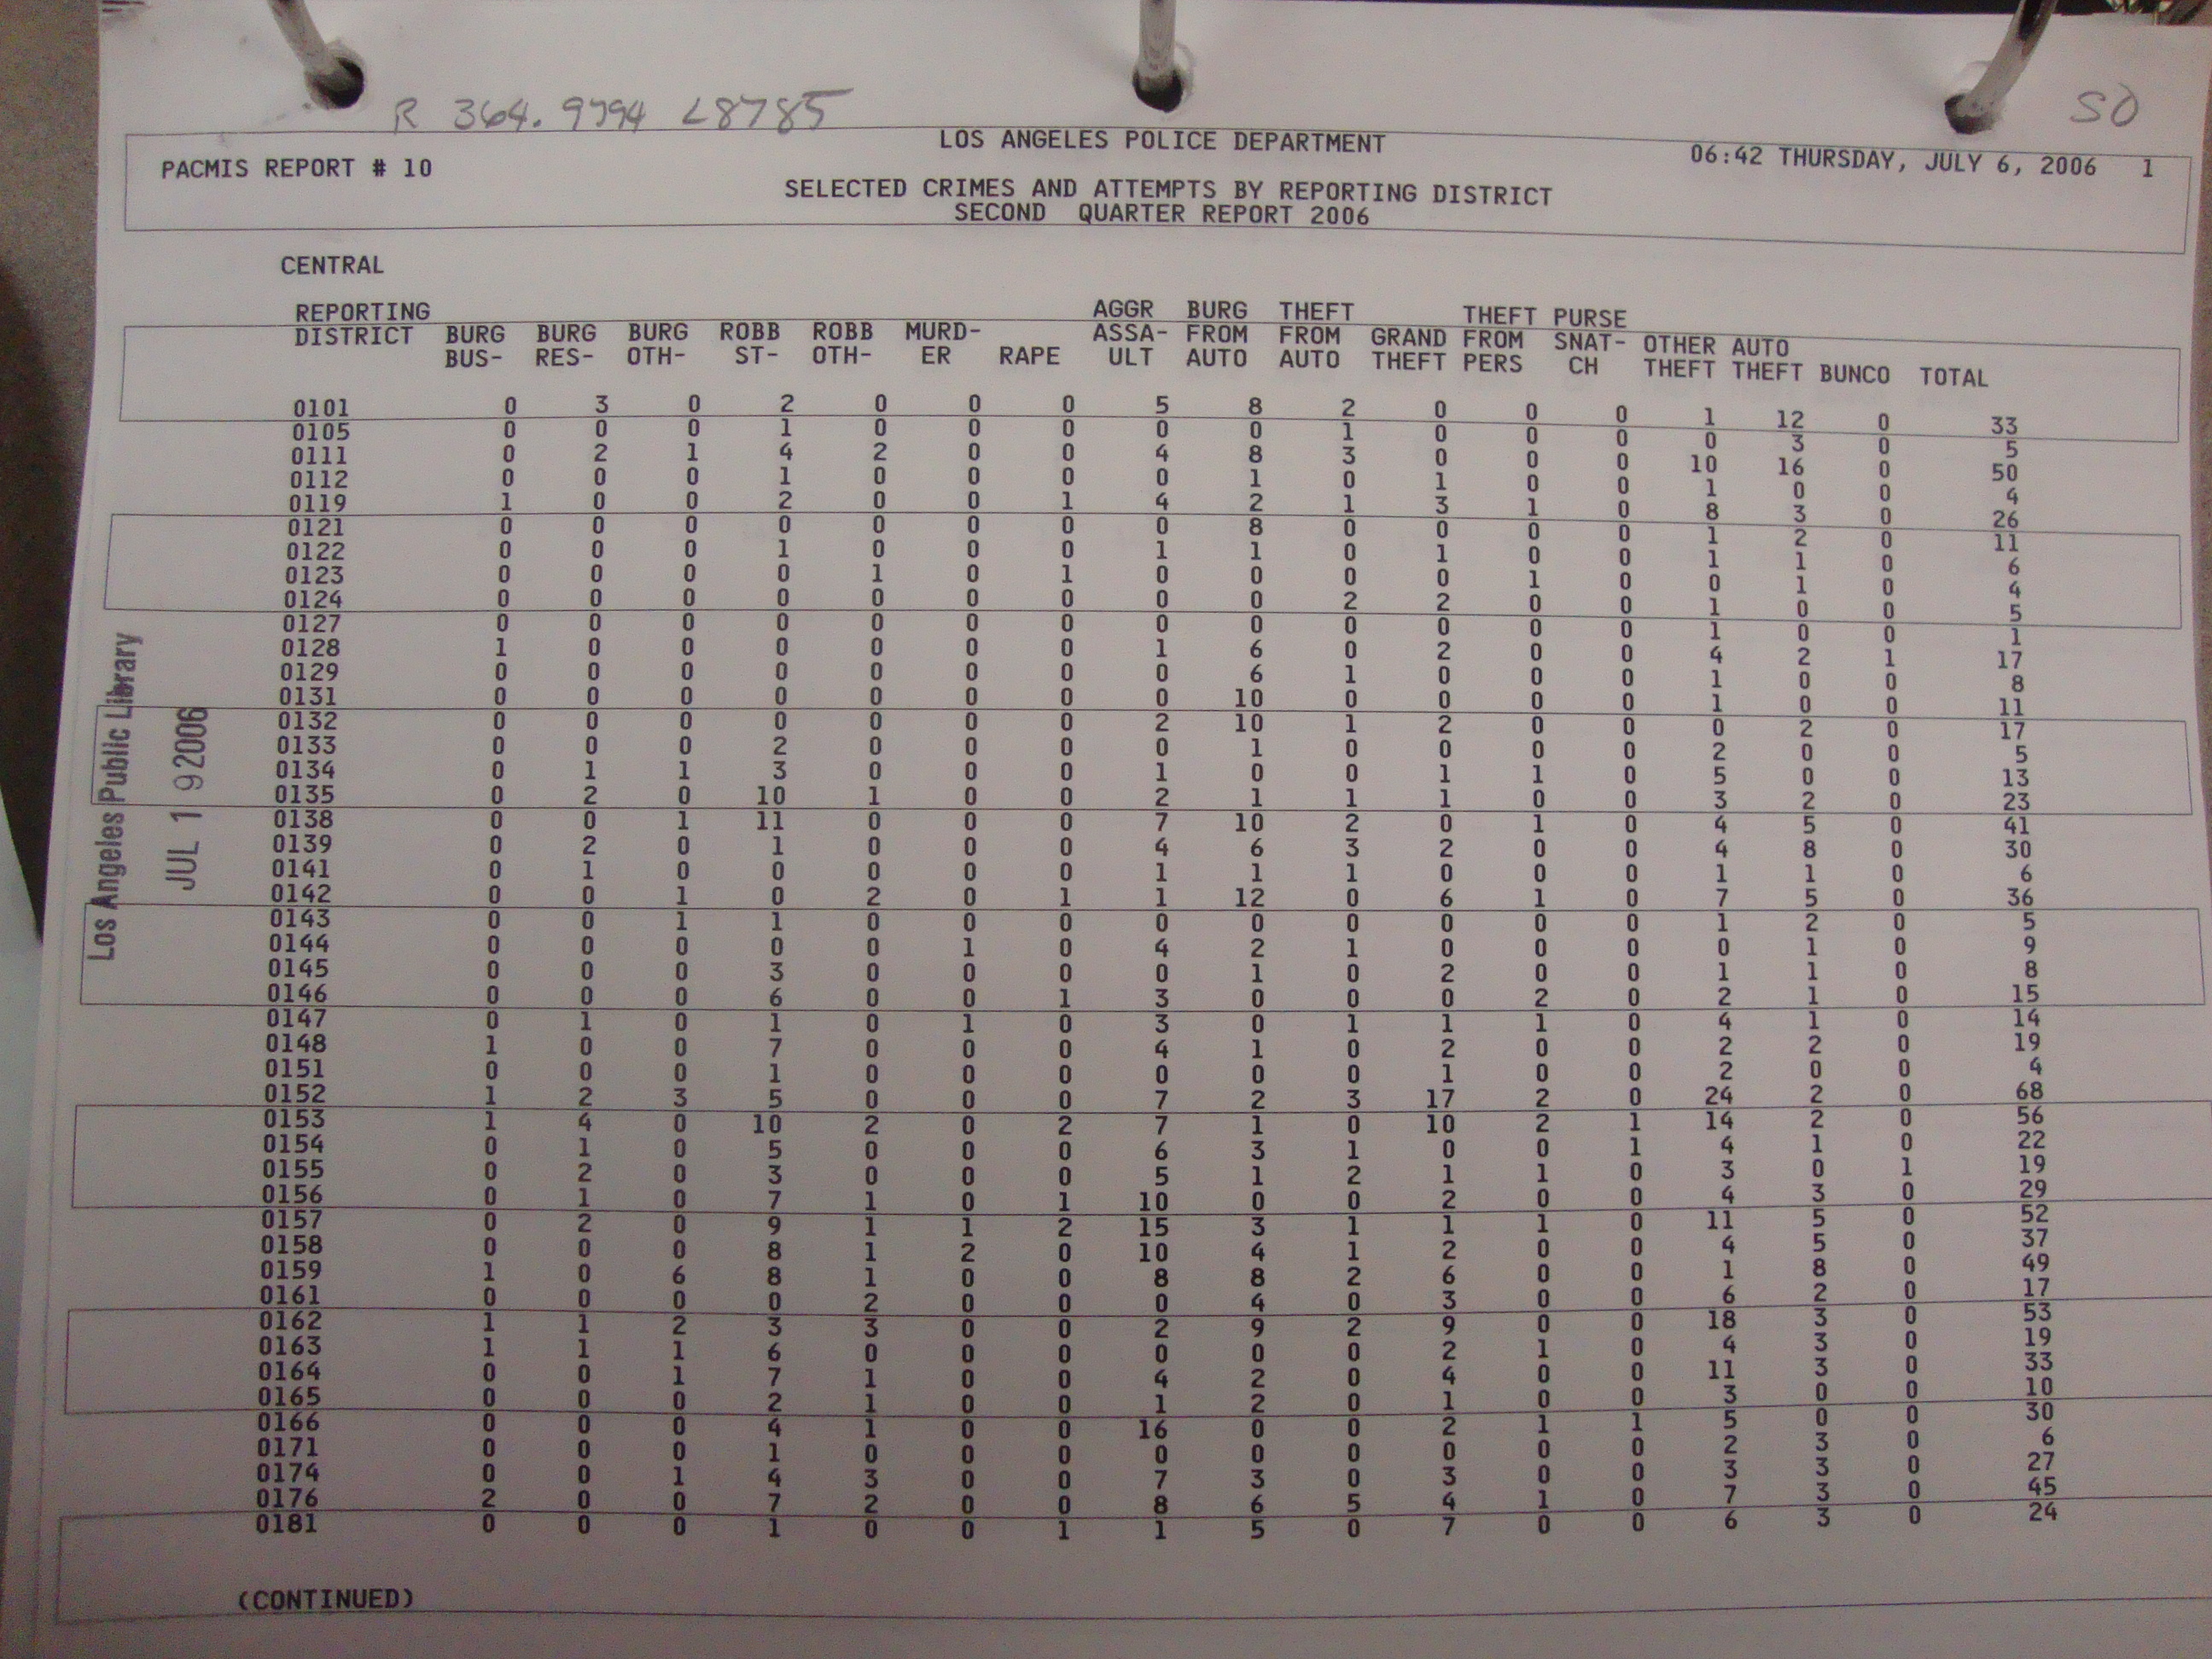 R 364.9794 L8785
SO
LOS ANGELES POLICE DEPARTMENT
PACMIS REPORT # 10 06:42 THURSDAY, JULY 6, 2006 1
SELECTED CRIMES AND ATTEMPTS BY REPORTING DISTRICT
SECOND QUARTER REPORT 2006
CENTRAL
REPORTING AGGR BURG THEFT THEFT PURSE
DISTRICT BURG BURG BURG ROBB ROBB MURD- ASSA- FROM FROM GRAND FROM SNAT- OTHER AUTO
BUS- RES- OTH- ST- OTH- ER RAPE ULT AUTO AUTO THEFT PERS CH THEFT THEFT BUNCO TOTAL
0101 0 3 0 2 0 0 0 5 8 2 0 0 0 1 12 0 33
0105 0 0 0 1 0 0 0 0 0 1 0 0 0 0 3 0 5
0111 0 2 1 4 2 0 0 4 8 3 0 0 0 10 16 0 50
0112 0 0 0 1 0 0 0 0 1 0 1 0 0 1 0 0 4
0119 1 0 0 2 0 0 1 4 2 1 3 1 0 8 3 0 26
0121 0 0 0 0 0 0 0 0 8 0 0 0 0 1 2 0 11
0122 0 0 0 1 0 0 0 1 1 0 1 0 0 1 1 0 6
0123 0 0 0 0 1 0 1 0 0 0 0 1 0 0 1 0 4
0124 0 0 0 0 0 0 0 0 0 2 2 0 0 1 0 0 5
0127 0 0 0 0 0 0 0 0 0 0 0 0 0 1 0 0 1
0128 1 0 0 0 0 0 0 1 6 0 2 0 0 4 2 1 17
0129 0 0 0 0 0 0 0 0 6 1 0 0 0 1 0 0 8
0131 0 0 0 0 0 0 0 0 10 0 0 0 0 1 0 0 11
0132 0 0 0 0 0 0 0 2 10 1 2 0 0 0 2 0 17
0133 0 0 0 2 0 0 0 0 1 0 0 0 0 2 0 0 5
0134 0 1 1 3 0 0 0 1 0 0 1 1 0 5 0 0 13
0135 0 2 0 10 1 0 0 2 1 1 1 0 0 3 2 0 23
0138 0 0 1 11 0 0 0 7 10 2 0 1 0 4 5 0 41
0139 0 2 0 1 0 0 0 4 6 3 2 0 0 4 8 0 30
0141 0 1 0 0 0 0 0 1 1 1 0 0 0 1 1 0 6
0142 0 0 1 0 2 0 1 1 12 0 6 1 0 7 5 0 36
0143 0 0 1 1 0 0 0 0 0 0 0 0 0 1 2 0 5
0144 0 0 0 0 0 1 0 4 2 1 0 0 0 0 1 0 9
0145 0 0 0 3 0 0 0 0 1 0 2 0 0 1 1 0 8
0146 0 0 0 6 0 0 1 3 0 0 0 2 0 2 1 0 15
0147 0 1 0 1 0 1 0 3 0 1 1 1 0 4 1 0 14
0148 1 0 0 7 0 0 0 4 1 0 2 0 0 2 2 0 19
0151 0 0 0 1 0 0 0 0 0 0 1 0 0 2 0 0 4
0152 1 2 3 5 0 0 0 7 2 3 17 2 0 24 2 0 68
0153 1 4 0 10 2 0 2 7 1 0 10 2 1 14 2 0 56
0154 0 1 0 5 0 0 0 6 3 1 0 0 1 4 1 0 22
0155 0 2 0 3 0 0 0 5 1 2 1 1 0 3 0 1 19
0156 0 1 0 7 1 0 1 10 0 0 2 0 0 4 3 0 29
0157 0 2 0 9 1 1 2 15 3 1 1 1 0 11 5 0 52
0158 0 0 0 8 1 2 0 10 4 1 2 0 0 4 5 0 37
0159 1 0 6 8 1 0 0 8 8 2 6 0 0 1 8 0 49
0161 0 0 0 0 2 0 0 0 4 0 3 0 0 6 2 0 17
0162 1 1 2 3 3 0 0 2 9 2 9 0 0 18 3 0 53
0163 1 1 1 6 0 0 0 0 0 0 2 1 0 4 3 0 19
0164 0 0 1 7 1 0 0 4 2 0 4 0 0 11 3 0 33
0165 0 0 0 2 1 0 0 1 2 0 1 0 0 3 0 0 10
0166 0 0 0 4 1 0 0 16 0 0 2 1 1 5 0 0 30
0171 0 0 0 1 0 0 0 0 0 0 0 0 0 2 3 0 6
0174 0 0 1 4 3 0 0 7 3 0 3 0 0 3 3 0 27
0176 2 0 0 7 2 0 0 8 6 5 4 1 0 7 3 0 45
0181 0 0 0 1 0 0 1 1 5 0 7 0 0 6 3 0 24
(CONTINUED)
Los Angeles Public Library
JUL 1 9 2006